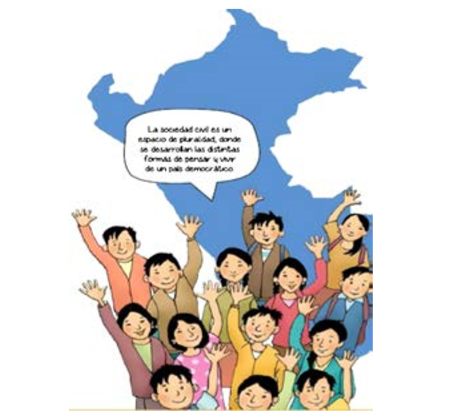 La sociedad civil es un
espacio de pluralidad, donde
se desarrollan las distintas
formas de pensar y vivir
de un país democrático.